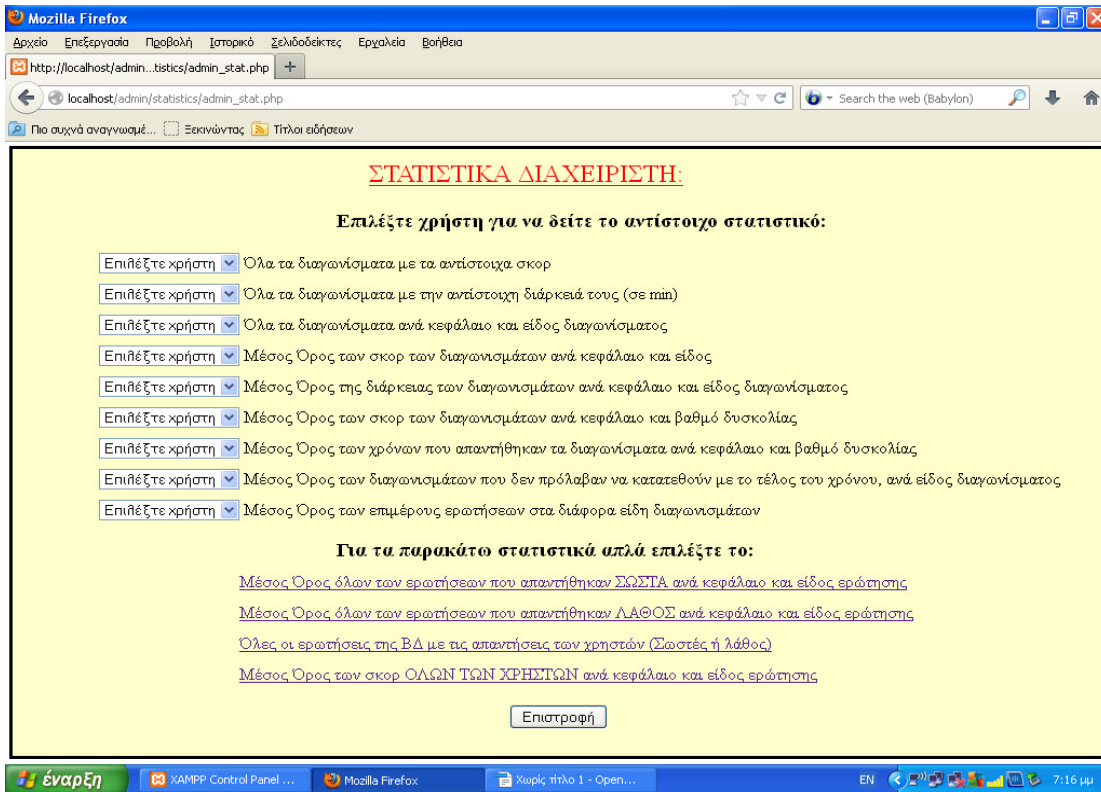 Mozilla Firefox
Αρχείο Επεξεργασία Προβολή Ιστορικό Σελιδοδείκτες Εργαλεία Βοήθεια
http://localhost/admin...tistics/admin_stat.php +
localhost/admin/statistics/admin_stat.php Search the web (Babylon)
Πιο συχνά αναγνωσμέ... Ξεκινώντας Τίτλοι ειδήσεων
ΣΤΑΤΙΣΤΙΚΑ ΔΙΑΧΕΙΡΙΣΤΗ:
Επιλέξτε χρήστη για να δείτε το αντίστοιχο στατιστικό:
Επιλέξτε χρήστη Όλα τα διαγωνίσματα με τα αντίστοιχα σκορ
Επιλέξτε χρήστη Όλα τα διαγωνίσματα με την αντίστοιχη διάρκειά τους (σε min)
Επιλέξτε χρήστη Όλα τα διαγωνίσματα ανά κεφάλαιο και είδος διαγωνίσματος
Επιλέξτε χρήστη Μέσος Όρος των σκορ των διαγωνισμάτων ανά κεφάλαιο και είδος
Επιλέξτε χρήστη Μέσος Όρος της διάρκειας των διαγωνισμάτων ανά κεφάλαιο και είδος διαγωνίσματος
Επιλέξτε χρήστη Μέσος Όρος των σκορ των διαγωνισμάτων ανά κεφάλαιο και βαθμό δυσκολίας
Επιλέξτε χρήστη Μέσος Όρος των χρόνων που απαντήθηκαν τα διαγωνίσματα ανά κεφάλαιο και βαθμό δυσκολίας
Επιλέξτε χρήστη Μέσος Όρος των διαγωνισμάτων που δεν πρόλαβαν να κατατεθούν με το τέλος του χρόνου, ανά είδος διαγωνίσματος
Επιλέξτε χρήστη Μέσος Όρος των επιμέρους ερωτήσεων στα διάφορα είδη διαγωνισμάτων
Για τα παρακάτω στατιστικά απλά επιλέξτε το:
Μέσος Όρος όλων των ερωτήσεων που απαντήθηκαν ΣΩΣΤΑ ανά κεφάλαιο και είδος ερώτησης
Μέσος Όρος όλων των ερωτήσεων που απαντήθηκαν ΛΑΘΟΣ ανά κεφάλαιο και είδος ερώτησης
Όλες οι ερωτήσεις της ΒΔ με τις απαντήσεις των χρηστών (Σωστές ή λάθος)
Μέσος Όρος των σκορ ΟΛΩΝ ΤΩΝ ΧΡΗΣΤΩΝ ανά κεφάλαιο και είδος ερώτησης
Επιστροφή
έναρξη XAMPP Control Panel ... Mozilla Firefox Χωρίς τίτλο 1 - Open... EN 7:16 μμ